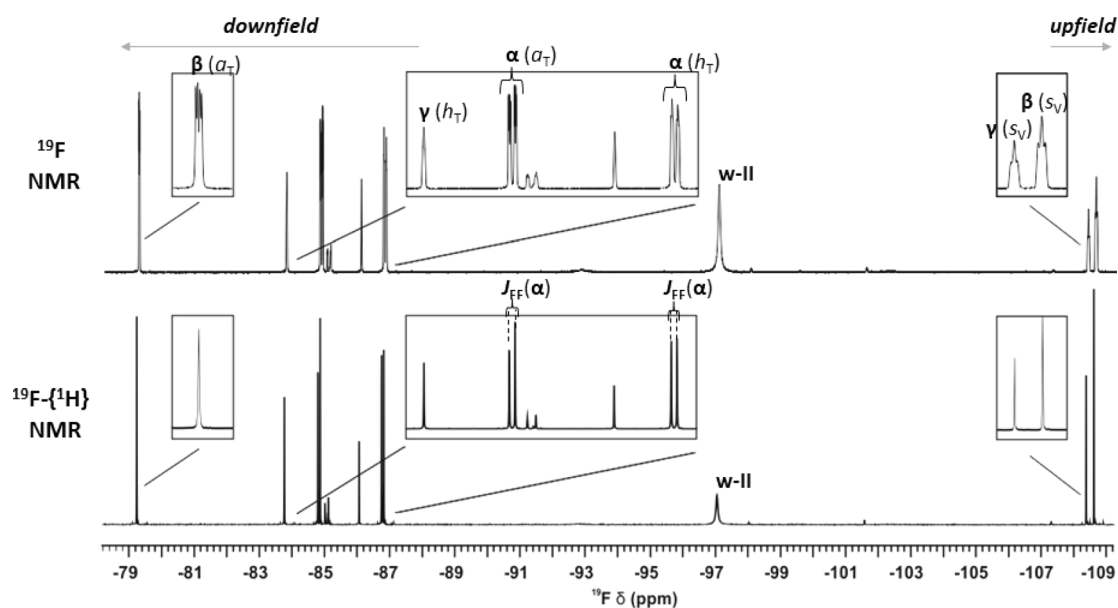 downfield
upfield
β (aT)
α (aT)
α (hT)
γ (hT)
β (sV)
γ (sV)
19F
NMR
w-II
JFF(α)
JFF(α)
19F-{1H}
NMR
w-II
-79 -81 -83 -85 -87 -89 -91 -93 -95 -97 -99 -101 -103 -105 -107 -109
19F δ (ppm)